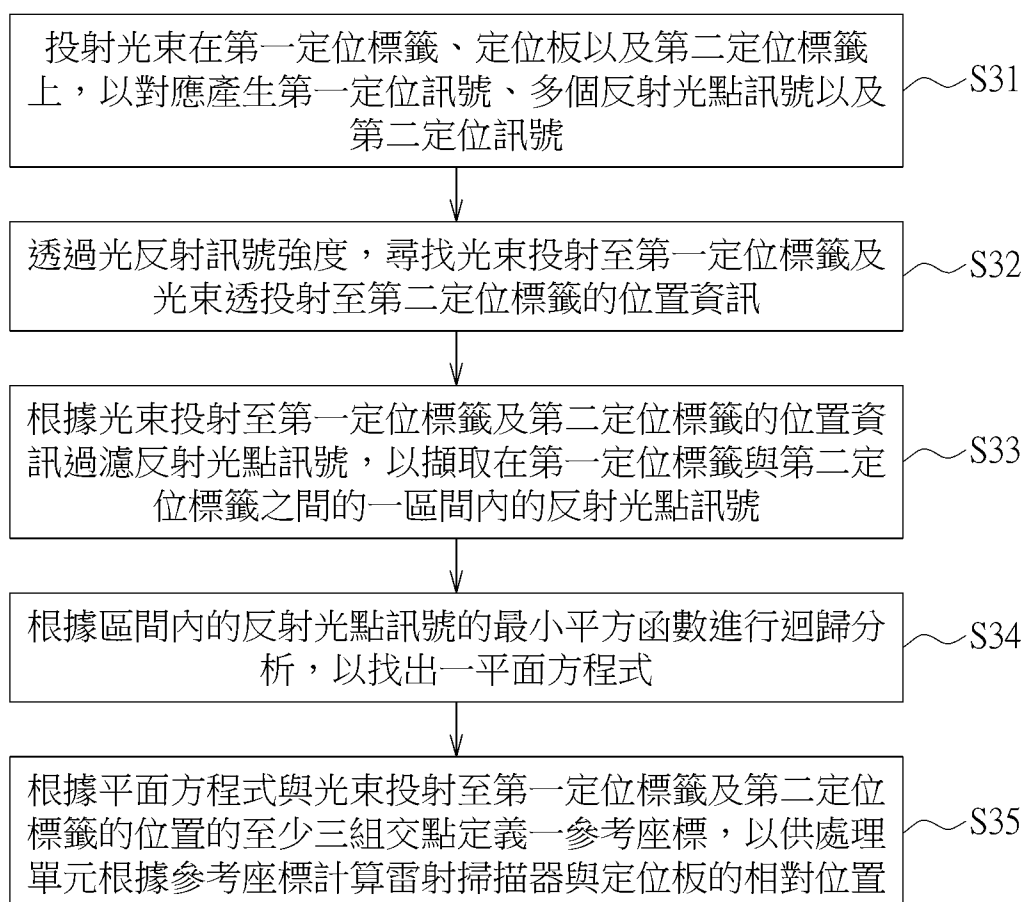 投射光束在第一定位標籤、定位板以及第二定位標籤
上，以對應產生第一定位訊號、多個反射光點訊號以及
第二定位訊號
S31
透過光反射訊號強度，尋找光束投射至第一定位標籤及
光束透投射至第二定位標籤的位置資訊
S32
根據光束投射至第一定位標籤及第二定位標籤的位置資
訊過濾反射光點訊號，以擷取在第一定位標籤與第二定
位標籤之間的一區間內的反射光點訊號
S33
根據區間內的反射光點訊號的最小平方函數進行迴歸分
析，以找出一平面方程式
S34
根據平面方程式與光束投射至第一定位標籤及第二定位
標籤的位置的至少三組交點定義一參考座標，以供處理
單元根據參考座標計算雷射掃描器與定位板的相對位置
S35